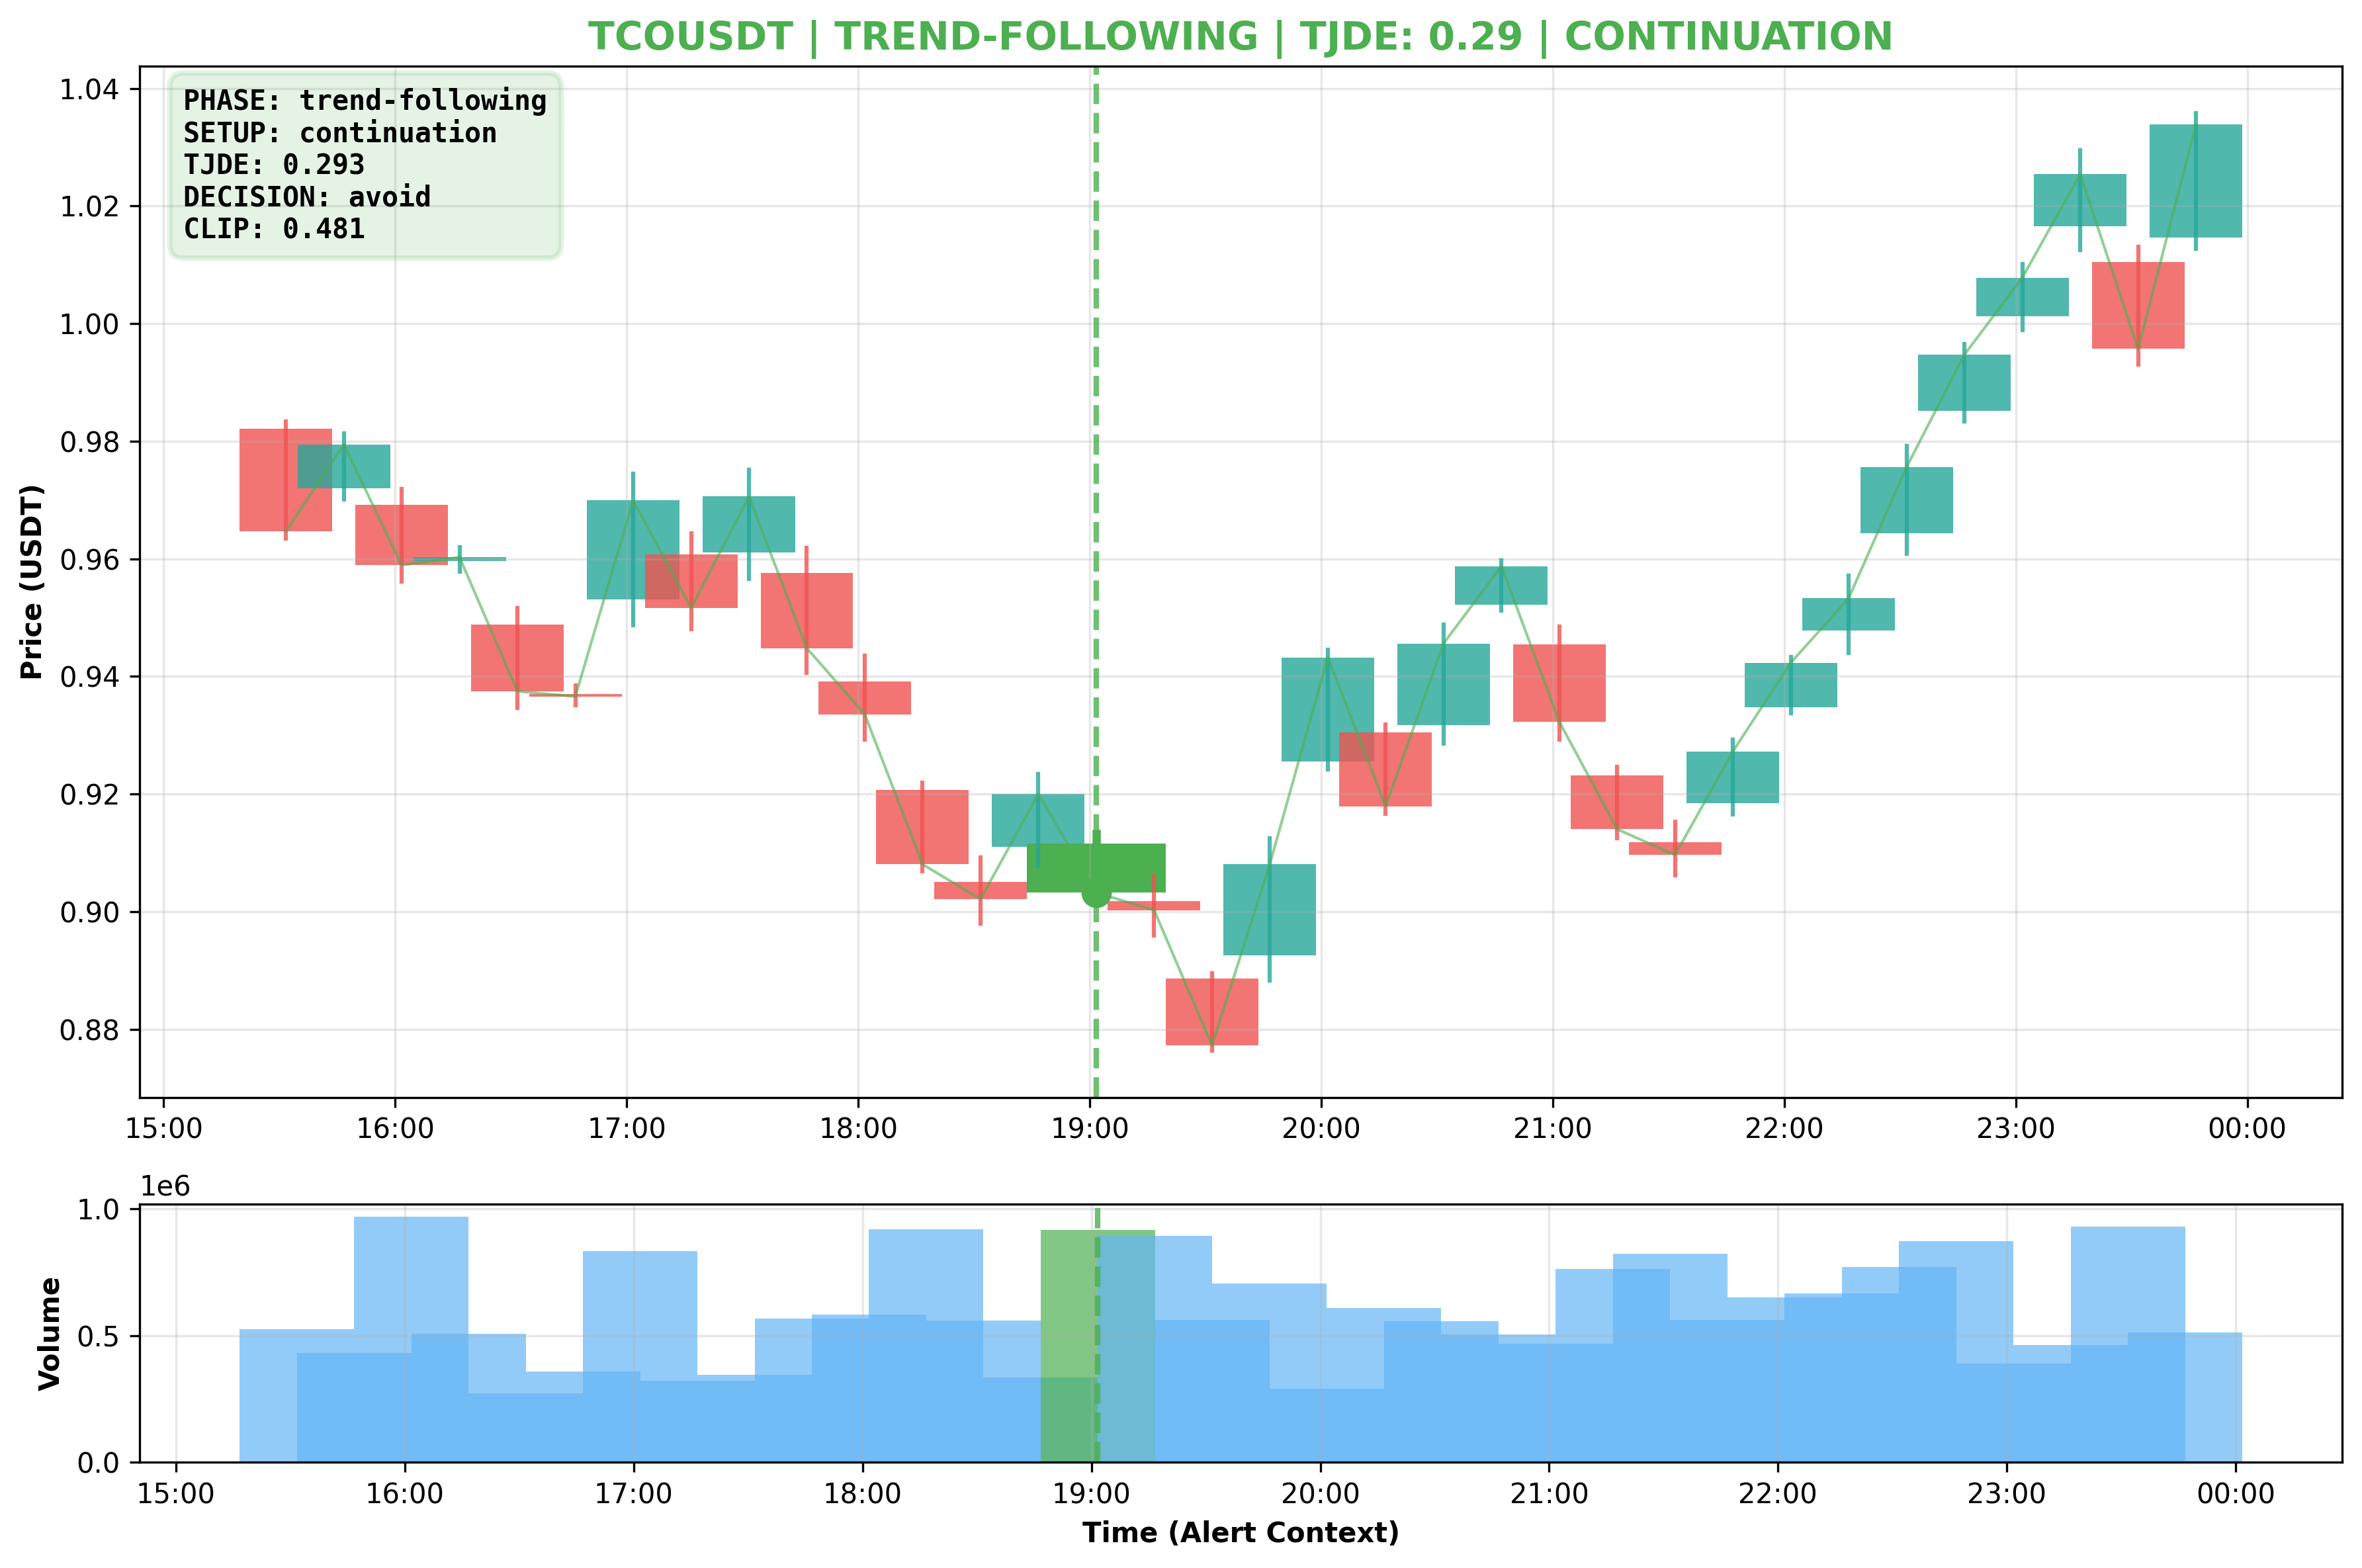 TCOUSDT | TREND-FOLLOWING | TJDE: 0.29 | CONTINUATION
PHASE: trend-following
SETUP: continuation
TJDE: 0.293
DECISION: avoid
CLIP: 0.481
Price (USDT)
1.04
1.02
1.00
0.98
0.96
0.94
0.92
0.90
0.88
15:00 16:00 17:00 18:00 19:00 20:00 21:00 22:00 23:00 00:00
1e6
Volume
1.0
0.5
0.0
15:00 16:00 17:00 18:00 19:00 20:00 21:00 22:00 23:00 00:00
Time (Alert Context)